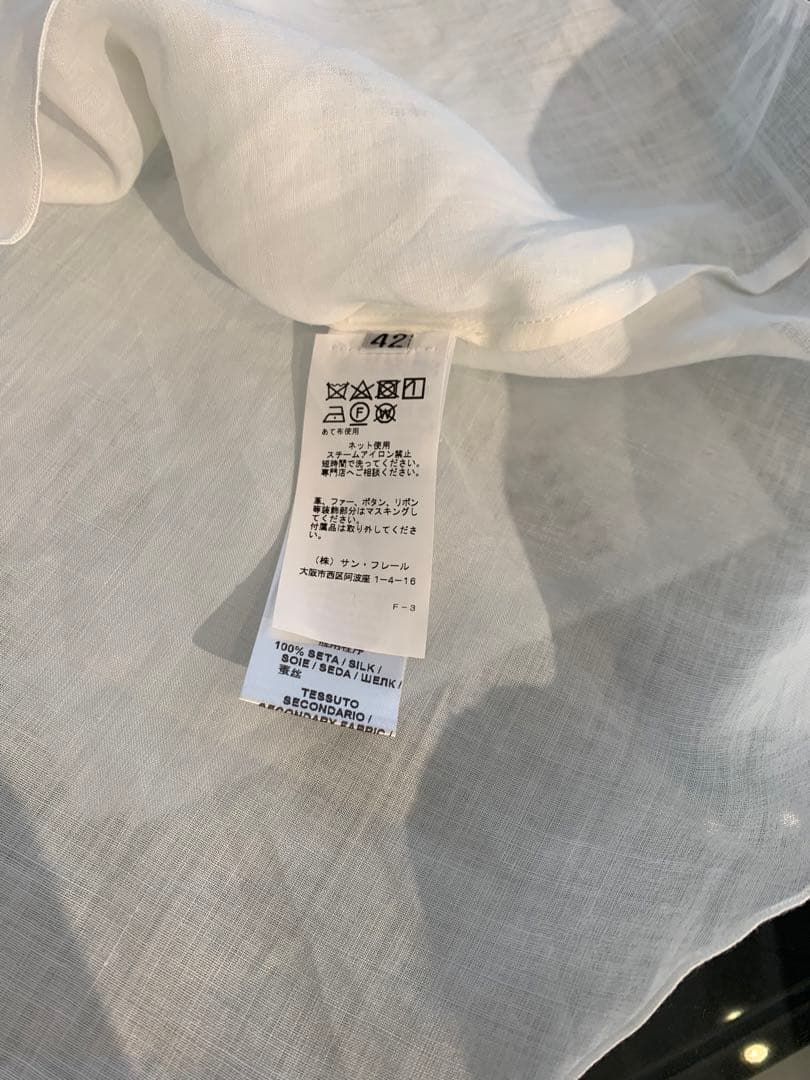 42
F
W
あて布使用
ネット使用
スチームアイロン禁止
短時間で洗ってください。
専門店へご相談ください。
革、ファー、ボタン、リボン
等装飾部分はマスキングし
てください。
付属品は取り外してくださ
い。
（株）サン・フレール
大阪市西区阿波座 1-4-16
F-3
100% SETA / SILK /
SOIE / SEDA / ШЕЛК /
蚕丝
TESSUTO
SECONDARIO /
SECONDARY FABRIC /